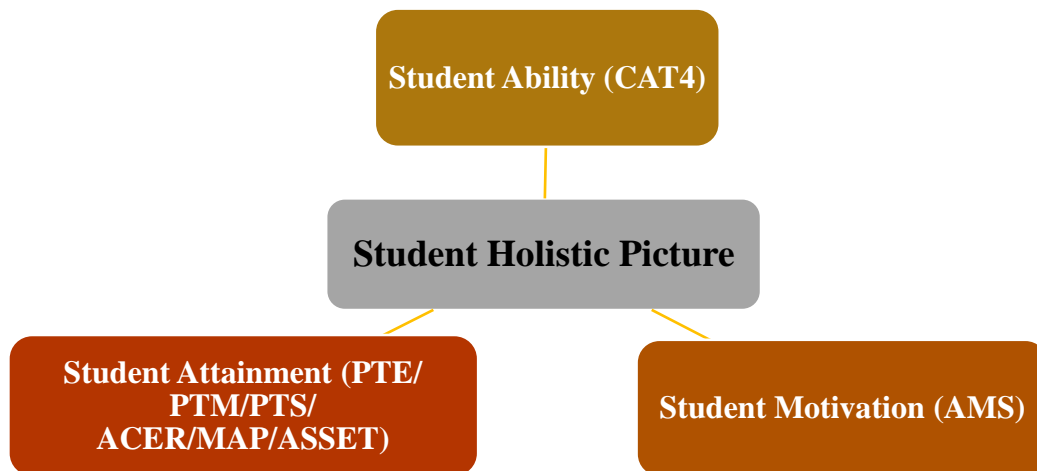 Student Ability (CAT4)
Student Holistic Picture
Student Attainment (PTE/
PTM/PTS/
ACER/MAP/ASSET)
Student Motivation (AMS)